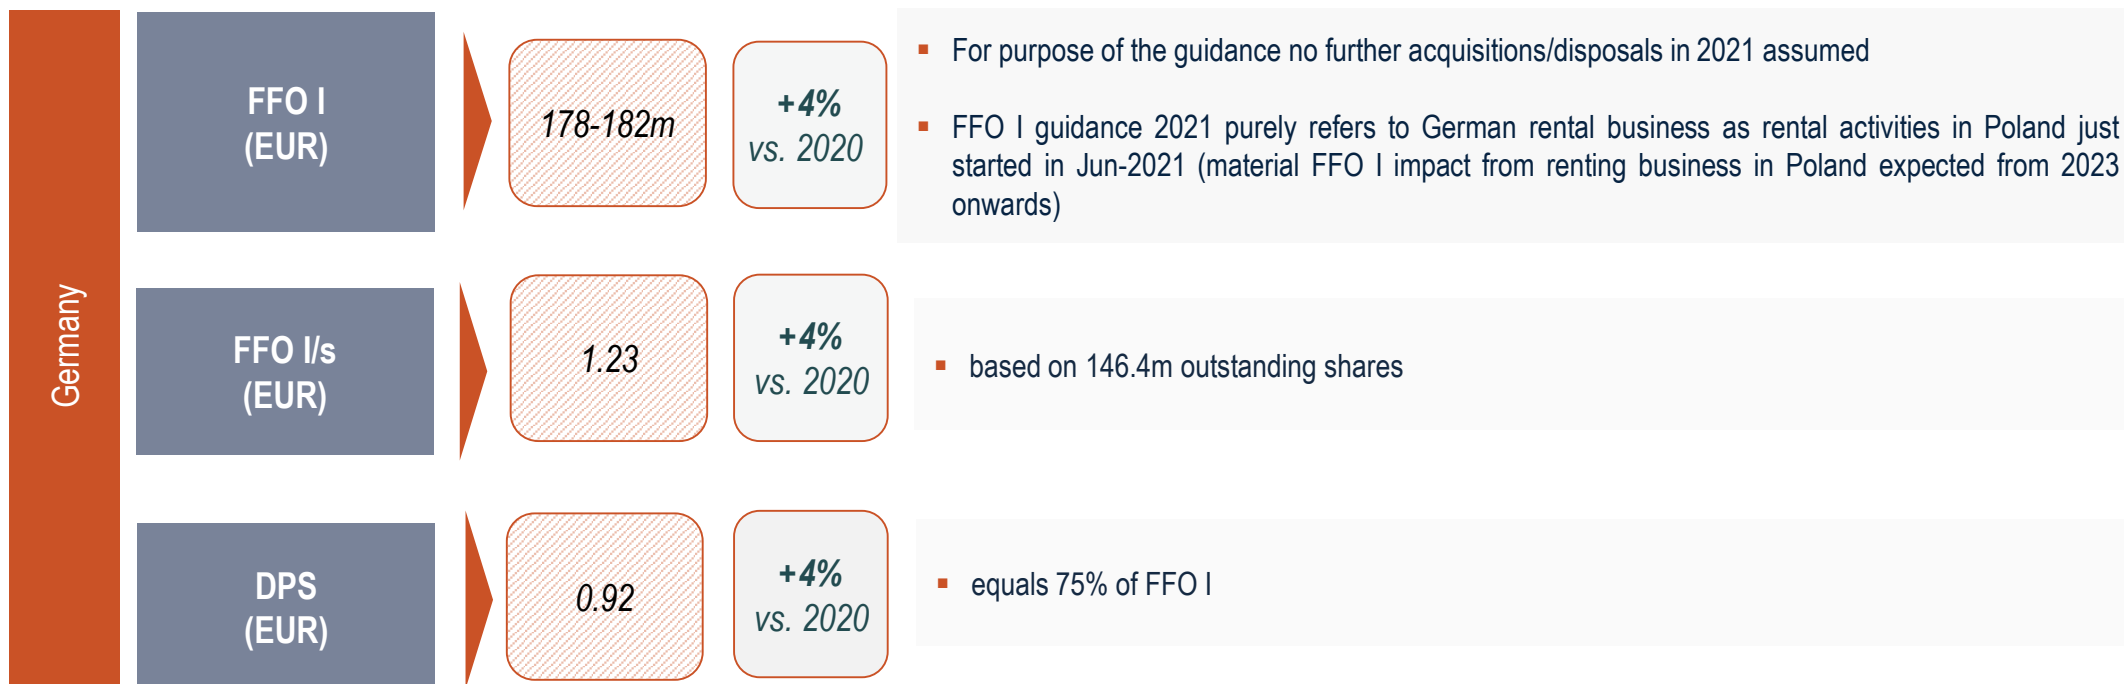 Germany
FFO I
(EUR)
178-182m
+4%
vs. 2020
▪ For purpose of the guidance no further acquisitions/disposals in 2021 assumed
▪ FFO I guidance 2021 purely refers to German rental business as rental activities in Poland just
started in Jun-2021 (material FFO I impact from renting business in Poland expected from 2023
onwards)
FFO I/s
(EUR)
1.23
+4%
vs. 2020
▪ based on 146.4m outstanding shares
DPS
(EUR)
0.92
+4%
vs. 2020
▪ equals 75% of FFO I